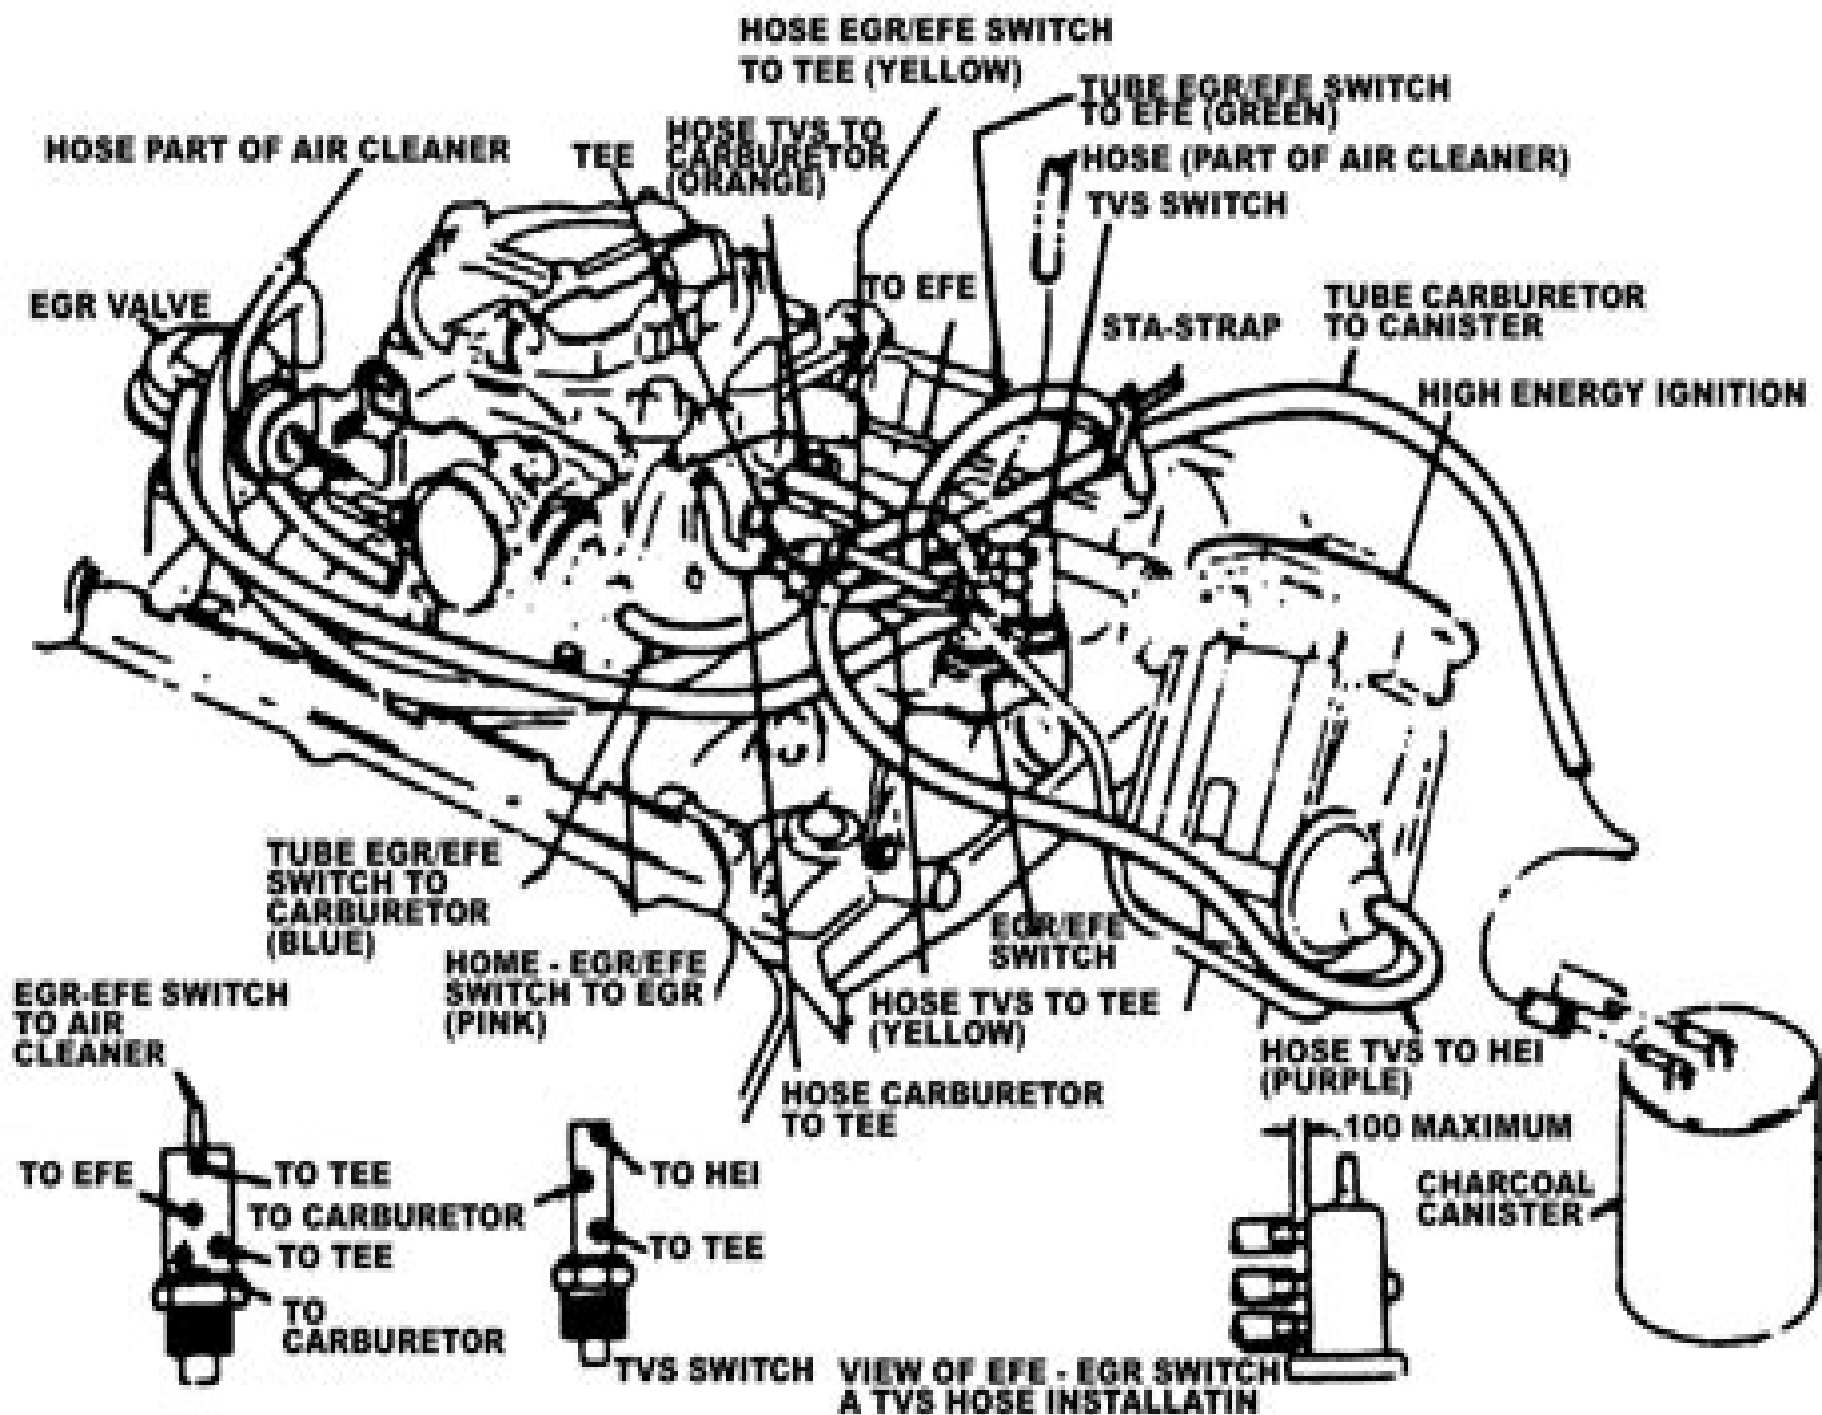 HOSE EGR/EFE SWITCH
TO TEE (YELLOW)
TUBE EGR/EFE SWITCH
TO EFE (GREEN)
HOSE PART OF AIR CLEANER
TEE
HOSE TVS TO
CARBURETOR
(ORANGE)
HOSE (PART OF AIR CLEANER)
TVS SWITCH
EGR VALVE
TO EFE
STA-STRAP
TUBE CARBURETOR
TO CANISTER
HIGH ENERGY IGNITION
TUBE EGR/EFE
SWITCH TO
CARBURETOR
(BLUE)
HOME - EGR/EFE
SWITCH TO EGR
(PINK)
EGR/EFE
SWITCH
HOSE TVS TO TEE
(YELLOW)
HOSE TVS TO HEI
(PURPLE)
HOSE CARBURETOR
TO TEE
EGR-EFE SWITCH
TO AIR
CLEANER
TO EFE
TO TEE
TO CARBURETOR
TO TEE
TO
CARBURETOR
TO HEI
TO TEE
TVS SWITCH
.100 MAXIMUM
CHARCOAL
CANISTER
VIEW OF EFE - EGR SWITCH
A TVS HOSE INSTALLATIN